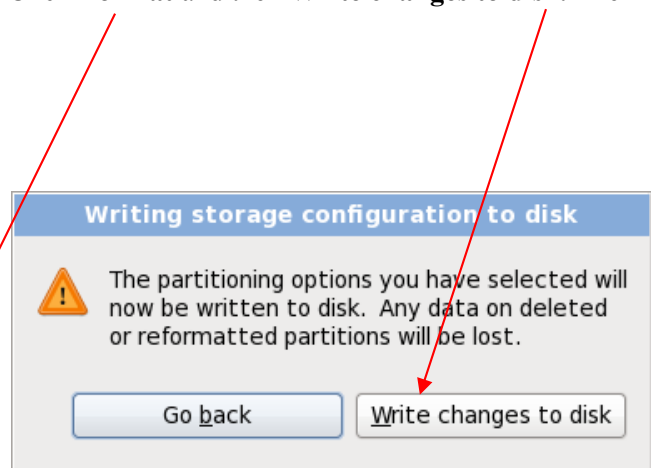 Writing storage configuration to disk
The partitioning options you have selected will
now be written to disk. Any data on deleted
or reformatted partitions will be lost.
Go back
Write changes to disk